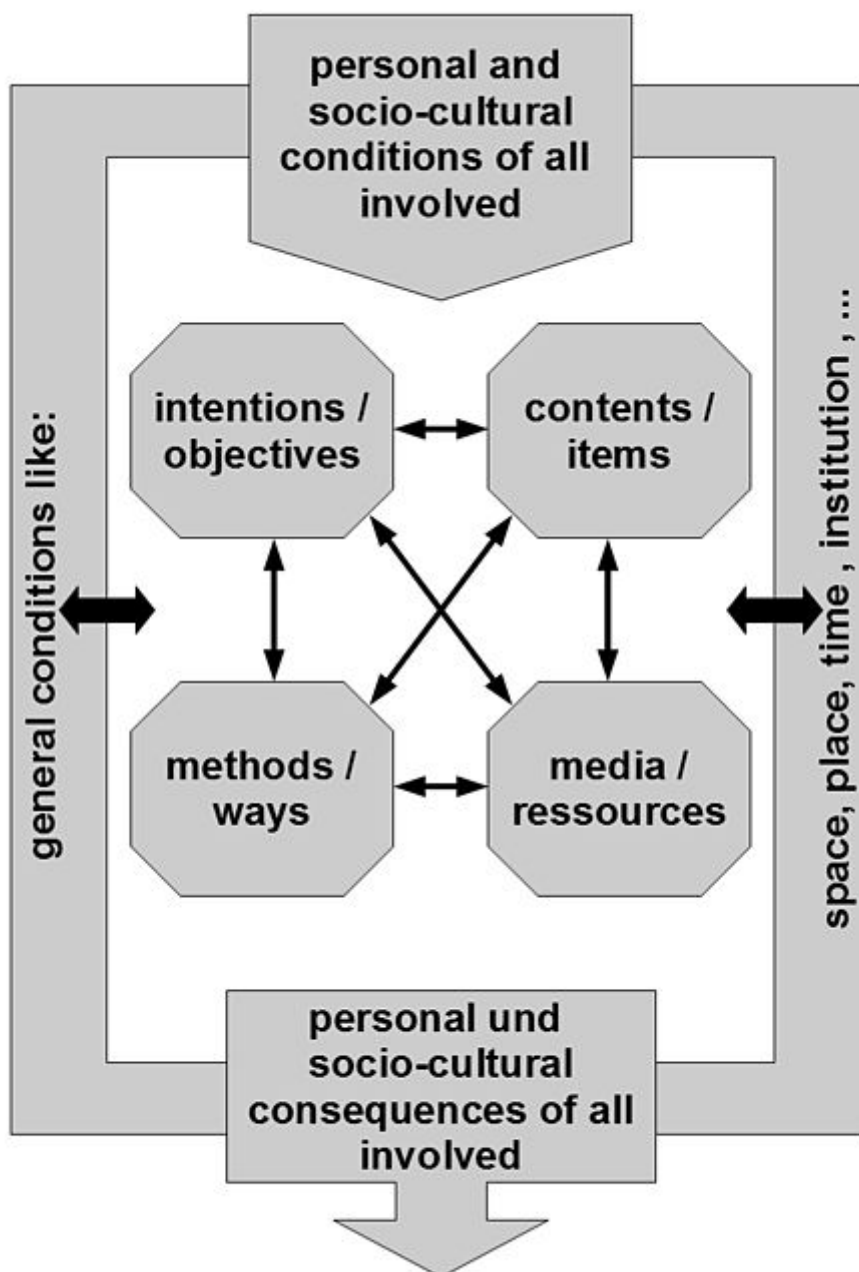 personal and
socio-cultural
conditions of all
involved
general conditions like:
space, place, time , institution , ...
intentions /
objectives
contents /
items
methods /
ways
media /
ressources
personal und
socio-cultural
consequences of all
involved